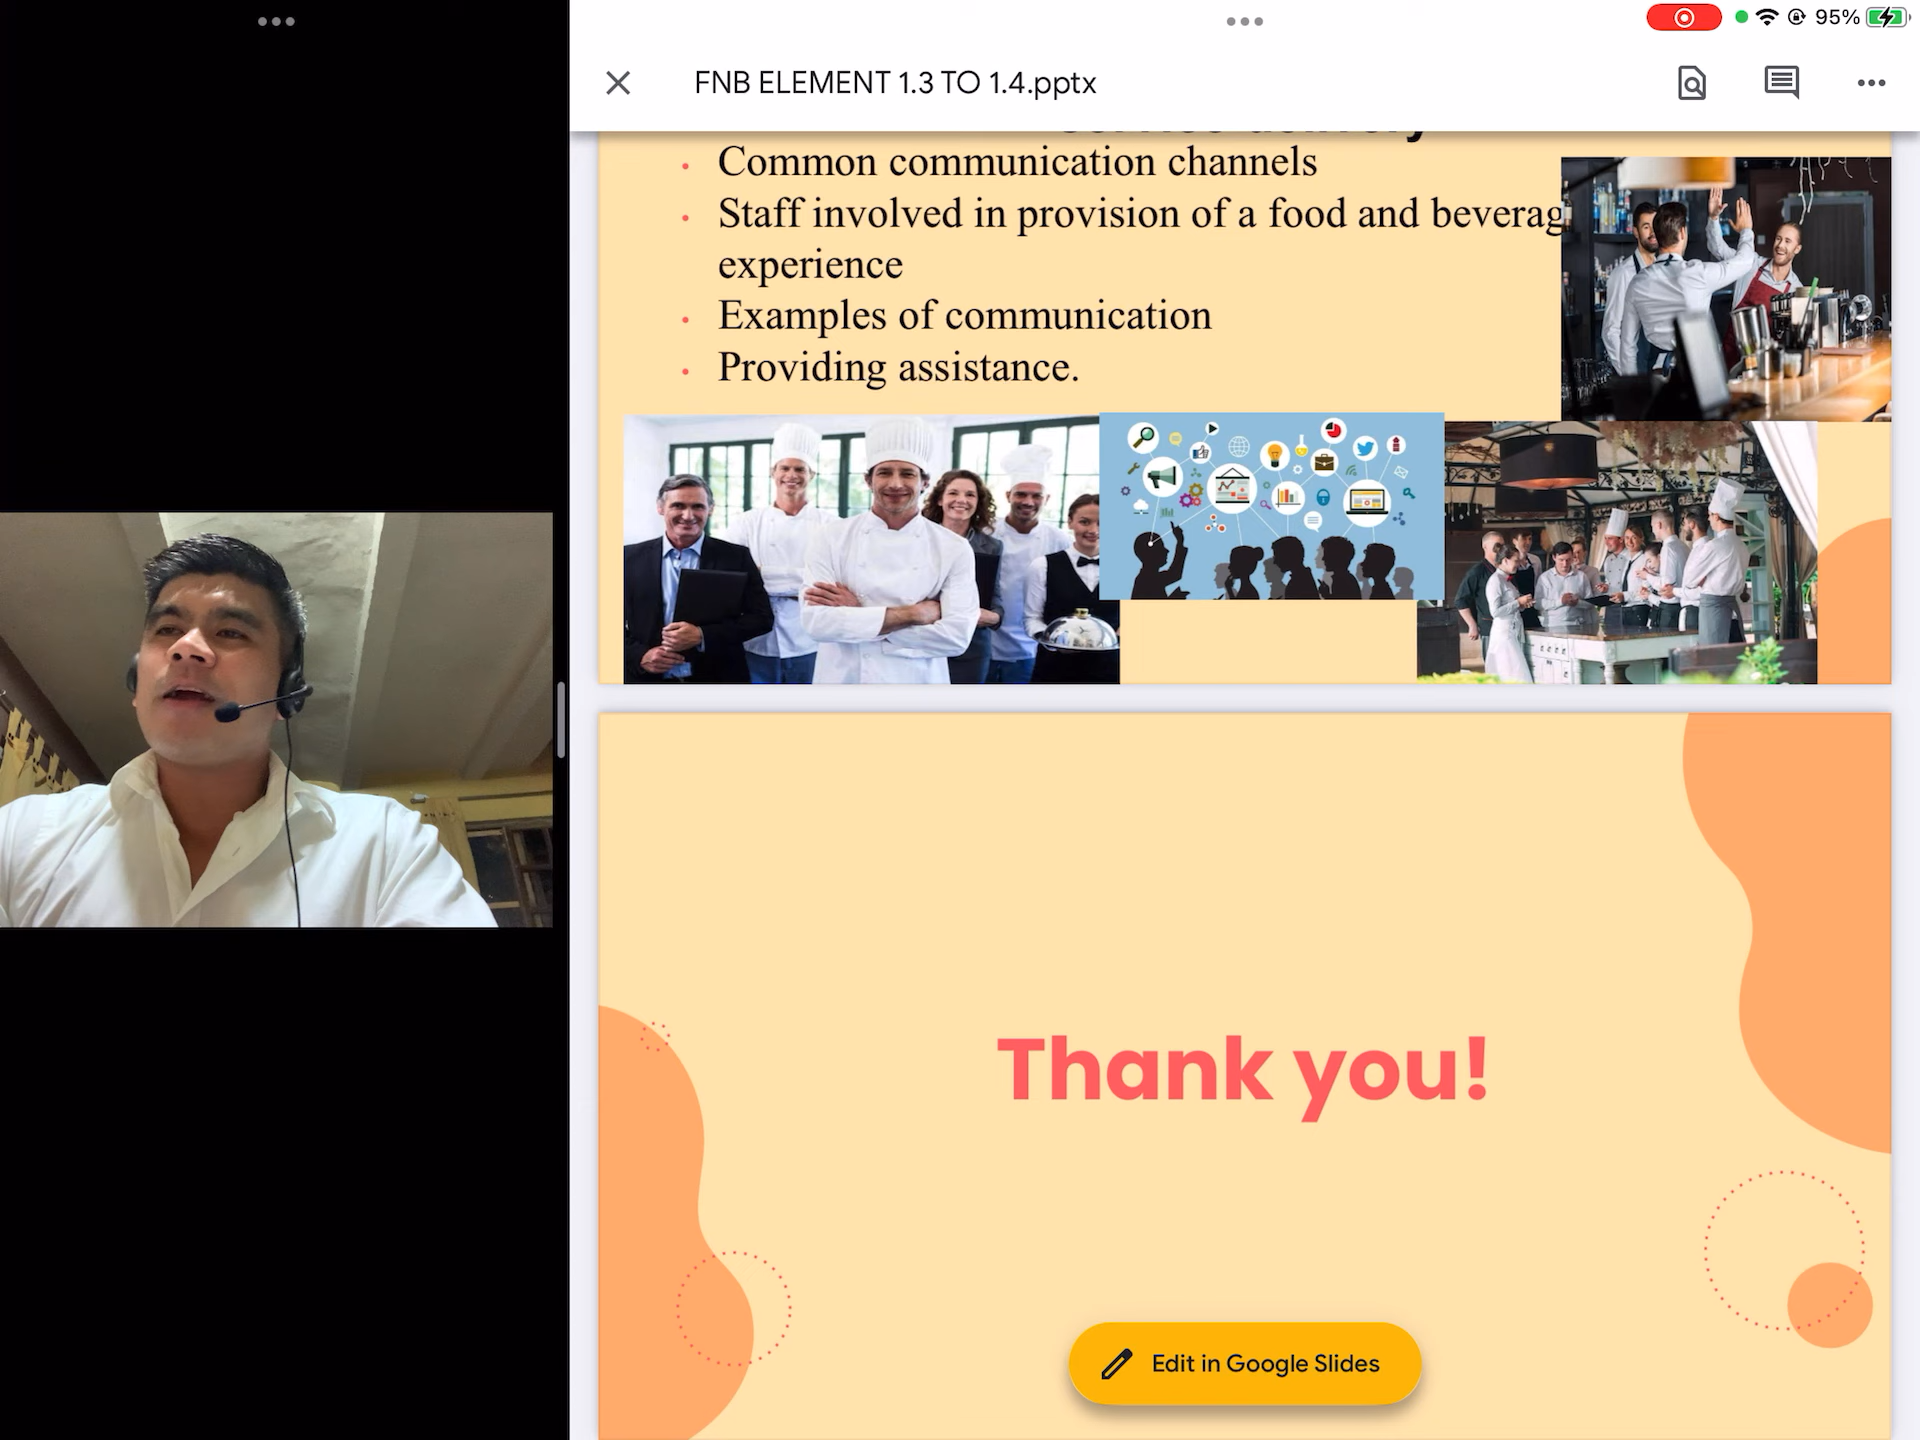 95%
FNB ELEMENT 1.3 TO 1.4.pptx
Common communication channels
Staff involved in provision of a food and beverag
experience
Examples of communication
Providing assistance.
Thank you!
Edit in Google Slides